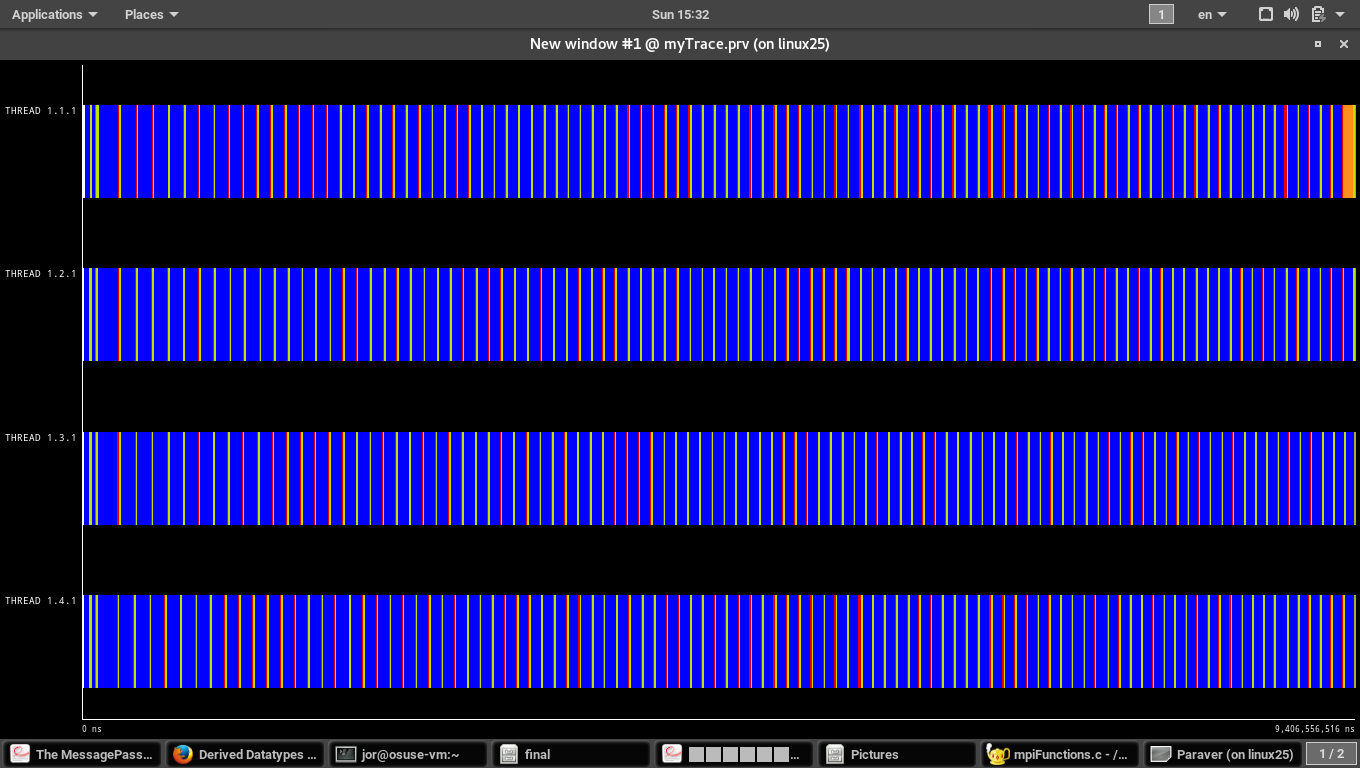 Applications Places Sun 15:32 1 en
New window #1 @ myTrace.prv (on linux25)
THREAD 1.1.1
THREAD 1.2.1
THREAD 1.3.1
THREAD 1.4.1
0 ns 9,406,556,516 ns
The MessagePass... Derived Datatypes ... jor@osuse-vm:~ final ... Pictures mpiFunctions.c - /... Paraver (on linux25) 1 / 2